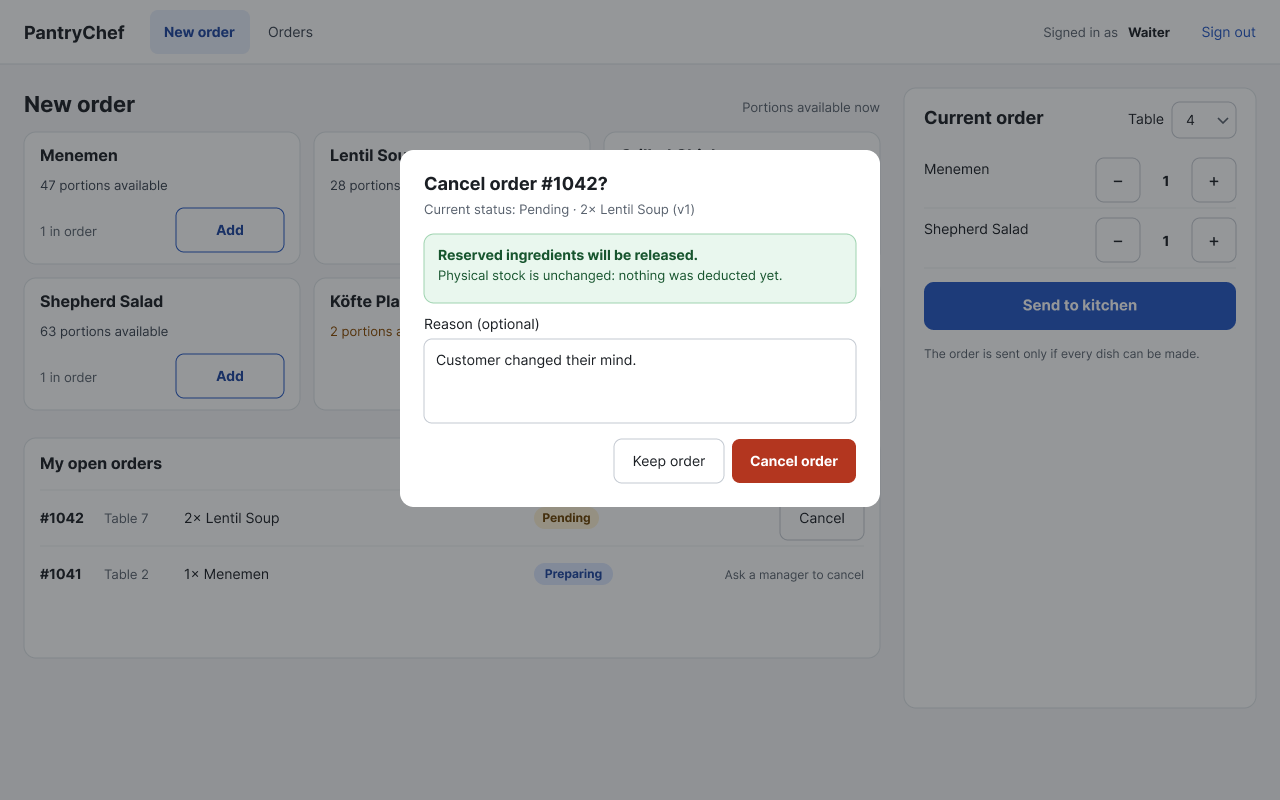 PantryChef
New order
Orders
Signed in as Waiter
Sign out
New order
Portions available now
Menemen
47 portions available
1 in order
Add
Lentil Sou
28 portions
Shepherd Salad
63 portions available
1 in order
Add
Köfte Pla
2 portions a
My open orders
#1042 Table 7 2× Lentil Soup Pending Cancel
#1041 Table 2 1× Menemen Preparing Ask a manager to cancel
Cancel order #1042?
Current status: Pending · 2× Lentil Soup (v1)
Reserved ingredients will be released.
Physical stock is unchanged: nothing was deducted yet.
Reason (optional)
Customer changed their mind.
Keep order
Cancel order
Current order
Table 4
Menemen
− 1 +
Shepherd Salad
− 1 +
Send to kitchen
The order is sent only if every dish can be made.